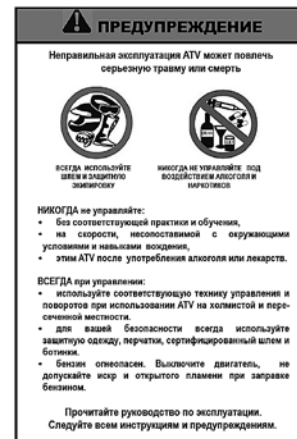 ПРЕДУПРЕЖДЕНИЕ
Неправильная эксплуатация ATV может повлечь
серьезную травму или смерть
ВСЕГДА ИСПОЛЬЗУЙТЕ
ШЛЕМ И ЗАЩИТНУЮ
ЭКИПИРОВКУ
НИКОГДА НЕ УПРАВЛЯЙТЕ ПОД
ВОЗДЕЙСТВИЕМ АЛКОГОЛЯ И
НАРКОТИКОВ
НИКОГДА не управляйте:
• без соответствующей практики и обучения,
• на скорости, несопоставимой с окружающими
условиями и навыками вождения,
• этим ATV после употребления алкоголя или лекарств.
ВСЕГДА при управлении:
• используйте соответствующую технику управления и
поворотов при использовании ATV на холмистой и пере-
сеченной местности.
• для вашей безопасности всегда используйте
защитную одежду, перчатки, сертифицированный шлем и
ботинки.
• бензин огнеопасен. Выключите двигатель, не
допускайте искр и открытого пламени при заправке
бензином.
Прочитайте руководство по эксплуатации.
Следуйте всем инструкциям и предупреждениям.